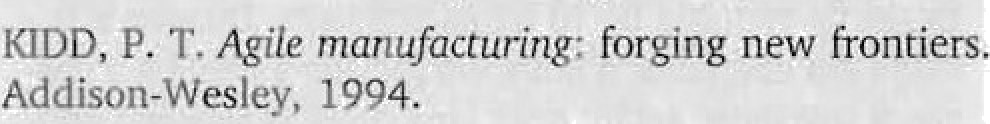 KIDD, P. T. Agile manufacturing: forging new frontiers.
Addison-Wesley, 1994.